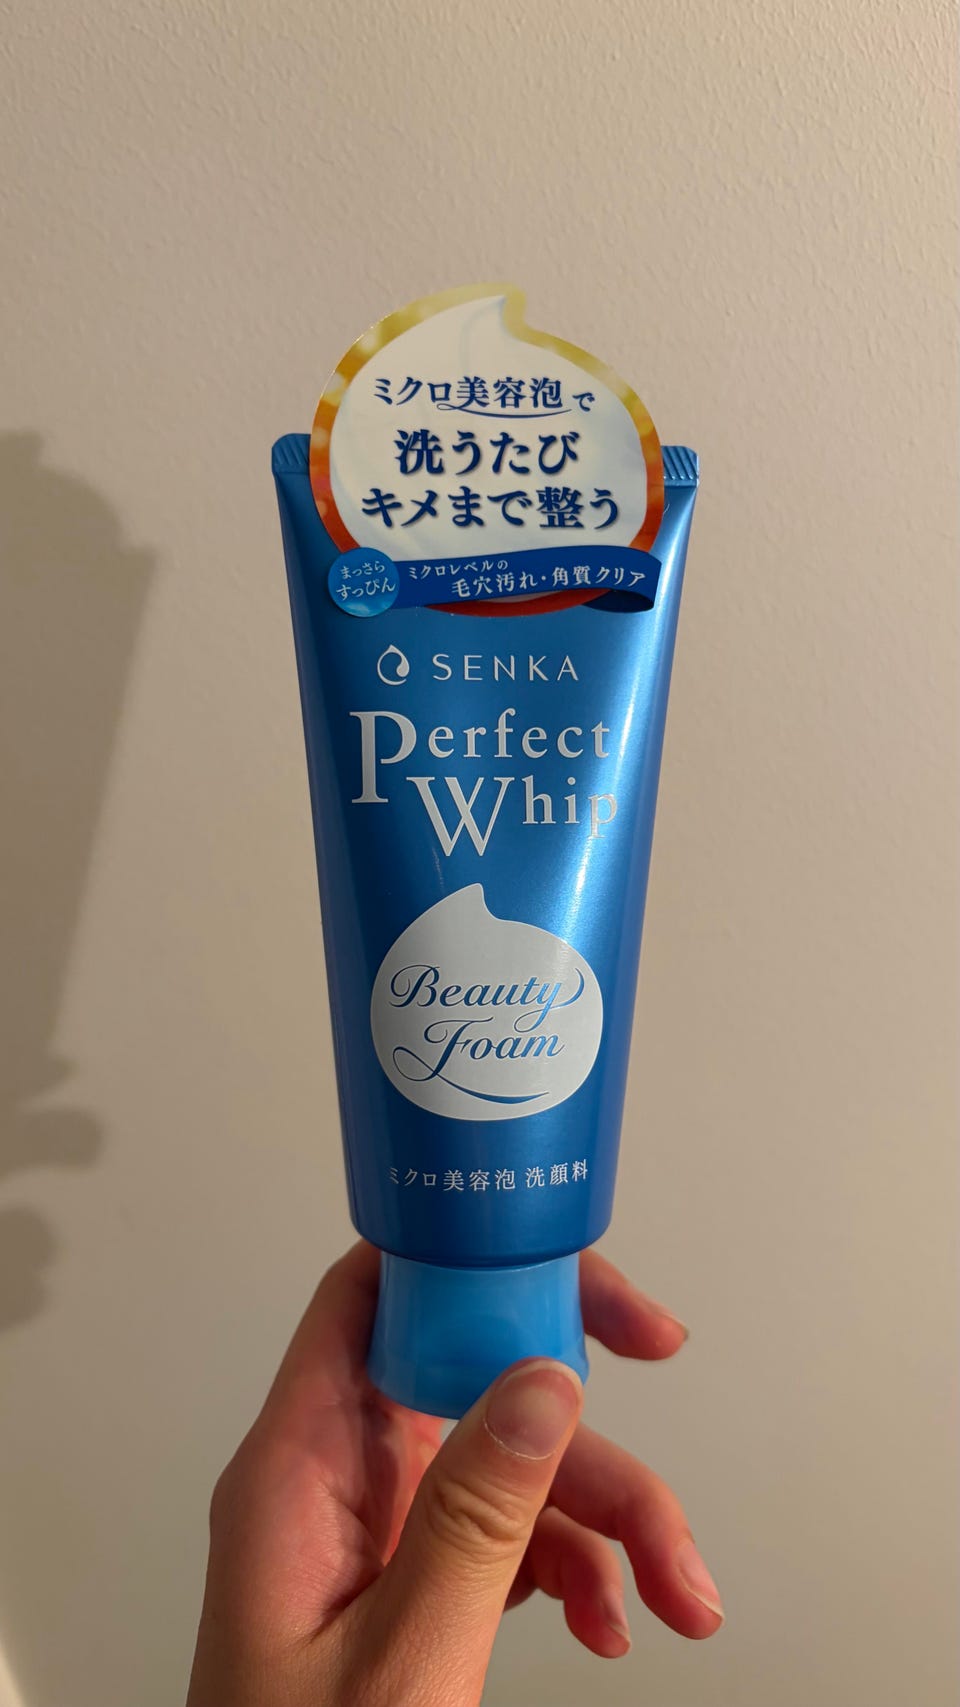 ミクロ美容泡で
洗うたび
キメまで整う
まっさら
すっぴん
ミクロレベルの
毛穴汚れ・角質クリア
SENKA
Perfect
Whip
Beauty
Foam
ミクロ美容泡 洗顔料